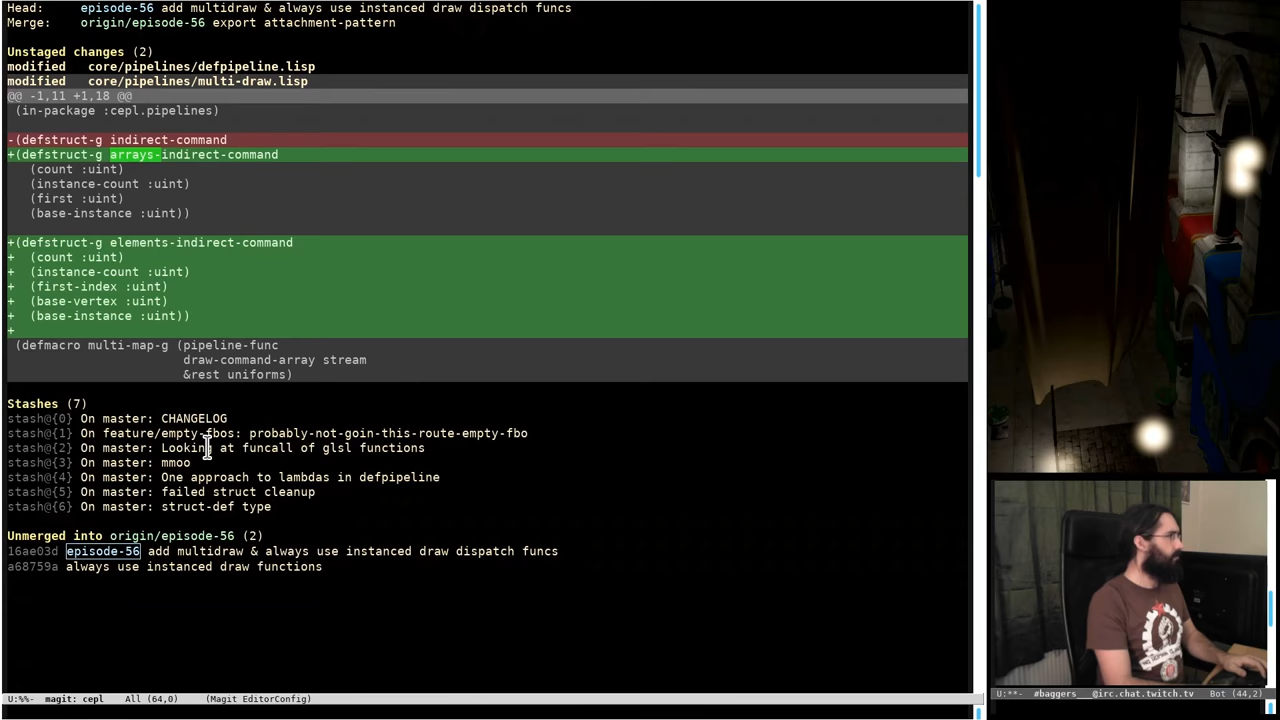 Head:     episode-56 add multidraw & always use instanced draw dispatch funcs
Merge:    origin/episode-56 export attachment-pattern
Unstaged changes (2)
modified   core/pipelines/defpipeline.lisp
modified   core/pipelines/multi-draw.lisp
@@ -1,11 +1,18 @@
 (in-package :cepl.pipelines)
-(defstruct-g indirect-command
+(defstruct-g arrays-indirect-command
   (count :uint)
   (instance-count :uint)
   (first :uint)
   (base-instance :uint))
+(defstruct-g elements-indirect-command
+  (count :uint)
+  (instance-count :uint)
+  (first-index :uint)
+  (base-vertex :uint)
+  (base-instance :uint))
+
 (defmacro multi-map-g (pipeline-func
                        draw-command-array stream
                        &rest uniforms)
Stashes (7)
stash@{0} On master: CHANGELOG
stash@{1} On feature/empty-fbos: probably-not-goin-this-route-empty-fbo
stash@{2} On master: Looking at funcall of glsl functions
stash@{3} On master: mmoo
stash@{4} On master: One approach to lambdas in defpipeline
stash@{5} On master: failed struct cleanup
stash@{6} On master: struct-def type
Unmerged into origin/episode-56 (2)
16ae03d episode-56 add multidraw & always use instanced draw dispatch funcs
a68759a always use instanced draw functions
U:%%-  magit: cepl    All (64,0)    (Magit EditorConfig)
U:**-  #baggers___@irc.chat.twitch.tv  Bot (44,2)